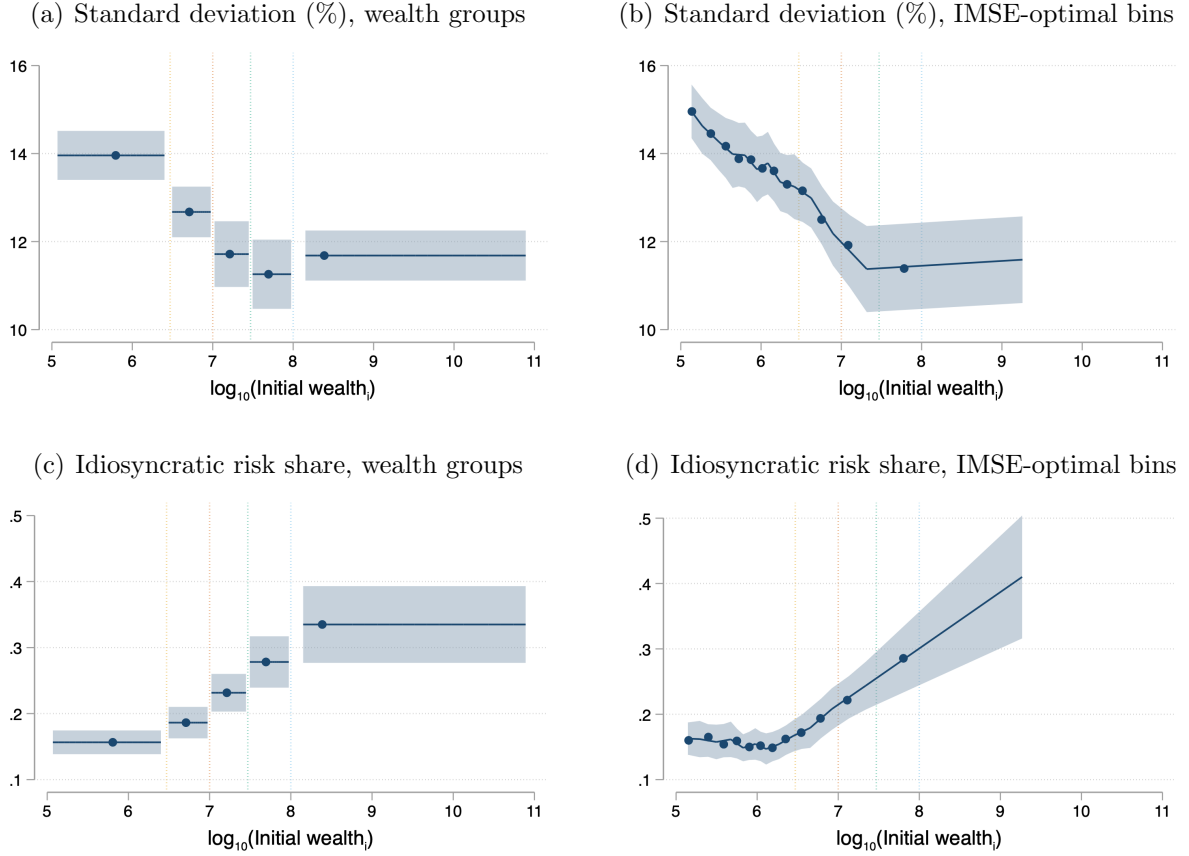 (a) Standard deviation (%), wealth groups
16
14
12
10
5 6 7 8 9 10 11
log₁₀(Initial wealthᵢ)
(b) Standard deviation (%), IMSE-optimal bins
16
14
12
10
5 6 7 8 9 10 11
log₁₀(Initial wealthᵢ)
(c) Idiosyncratic risk share, wealth groups
.5
.4
.3
.2
.1
5 6 7 8 9 10 11
log₁₀(Initial wealthᵢ)
(d) Idiosyncratic risk share, IMSE-optimal bins
.5
.4
.3
.2
.1
5 6 7 8 9 10 11
log₁₀(Initial wealthᵢ)